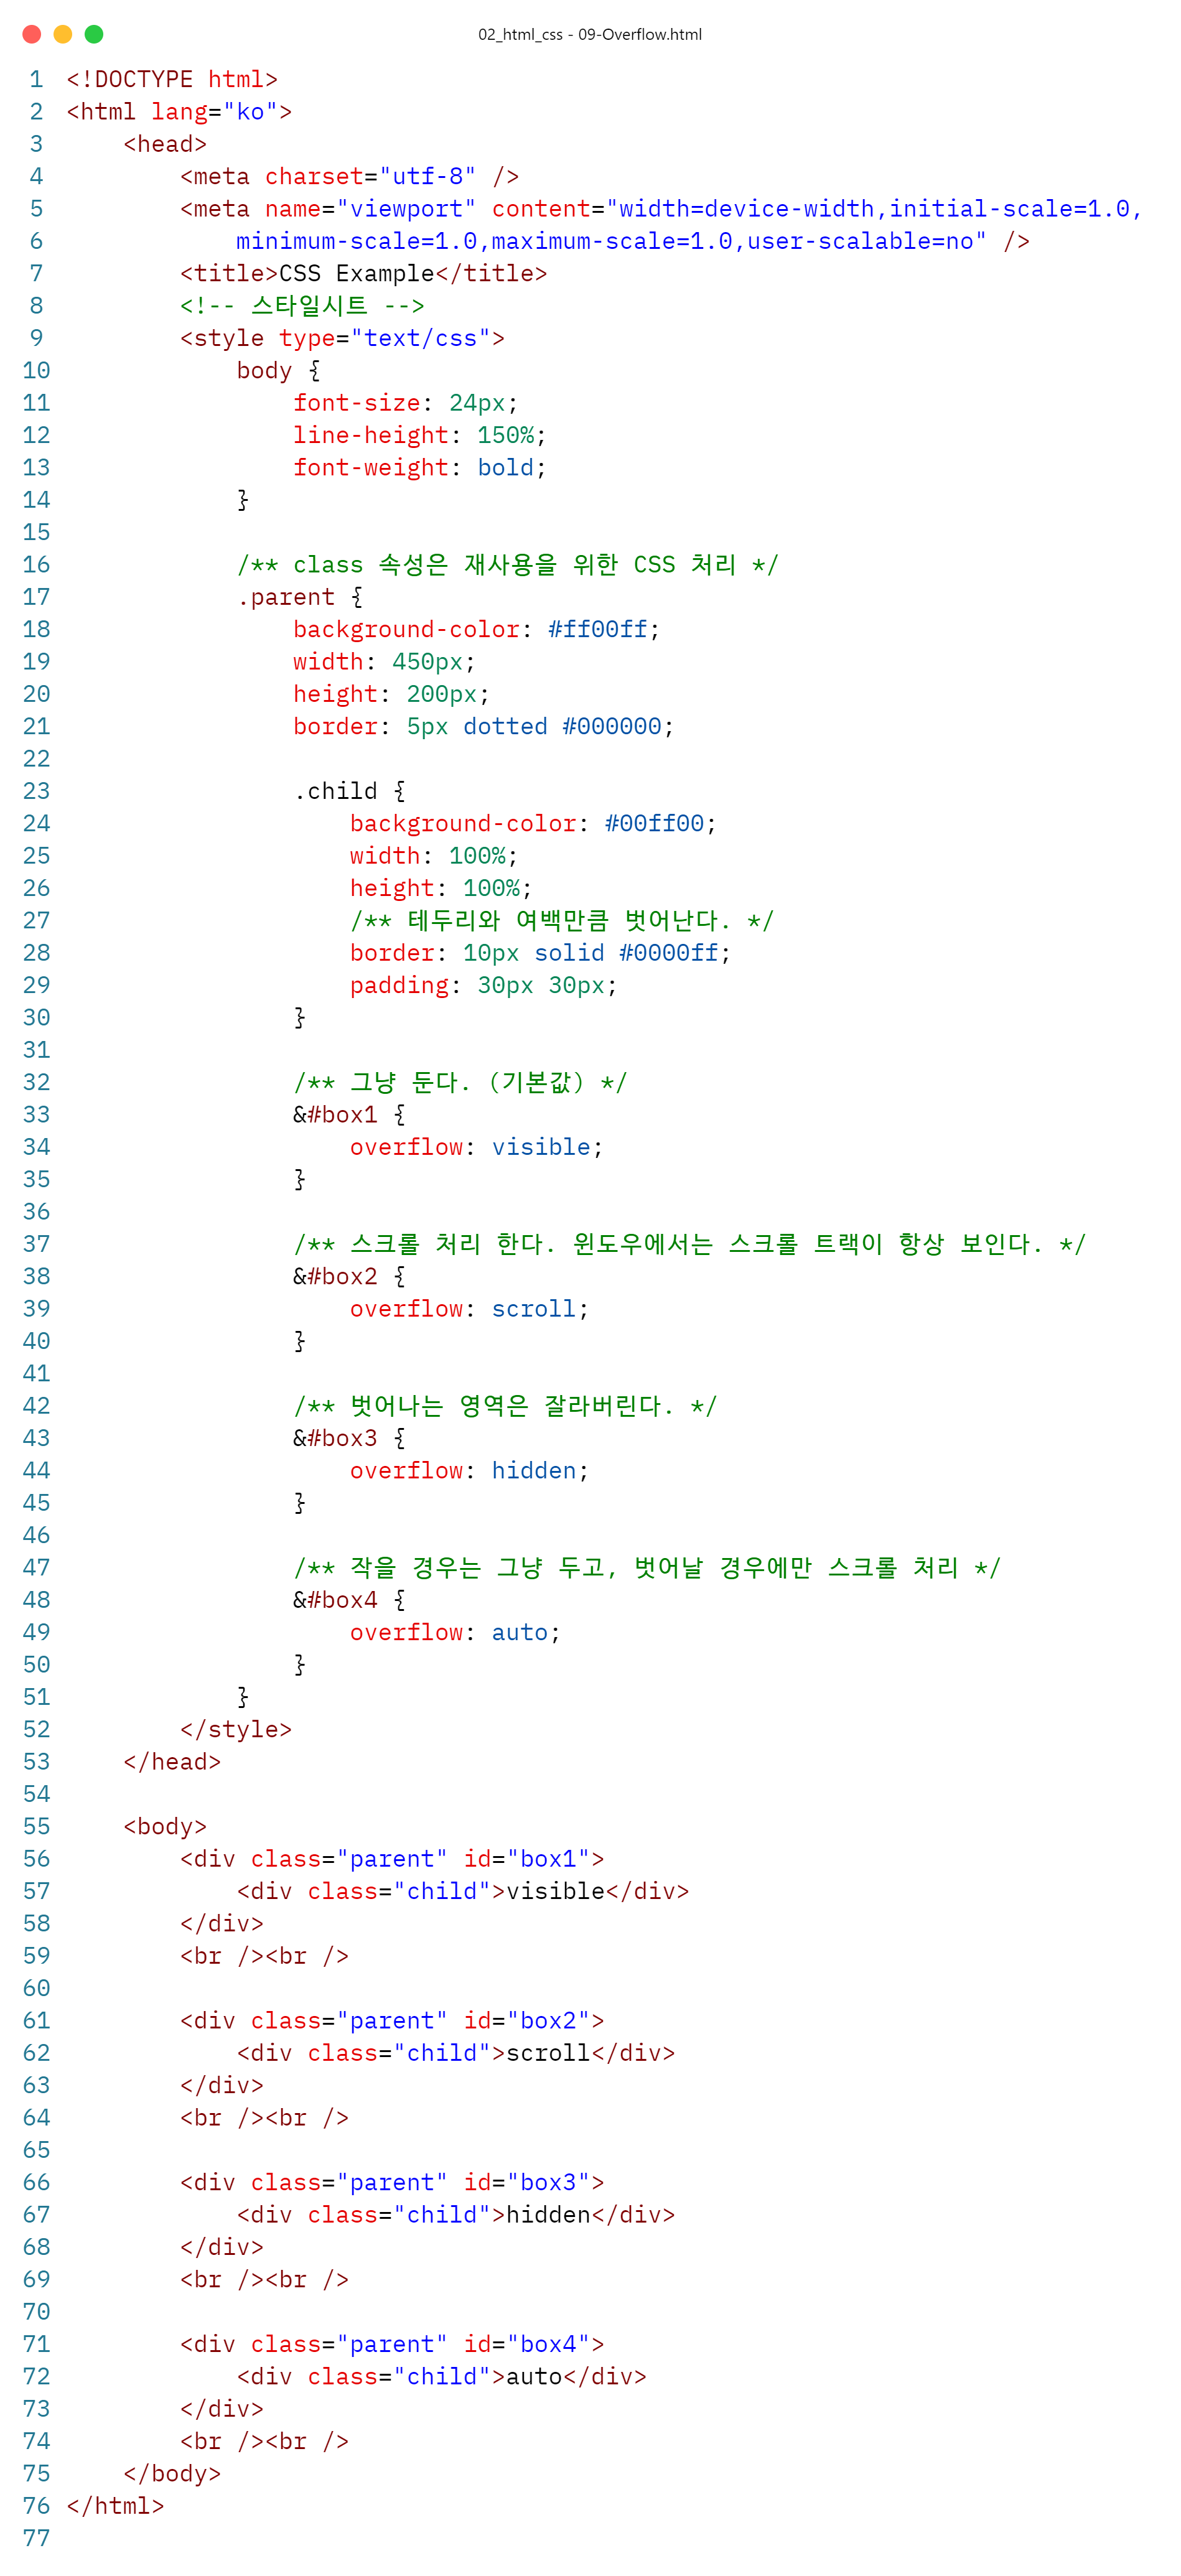 02_html_css - 09-Overflow.html
1 <!DOCTYPE html>
2 <html lang="ko">
3     <head>
4         <meta charset="utf-8" />
5         <meta name="viewport" content="width=device-width,initial-scale=1.0,
6             minimum-scale=1.0,maximum-scale=1.0,user-scalable=no" />
7         <title>CSS Example</title>
8         <!-- 스타일시트 -->
9         <style type="text/css">
10             body {
11                 font-size: 24px;
12                 line-height: 150%;
13                 font-weight: bold;
14             }
15
16             /** class 속성은 재사용을 위한 CSS 처리 */
17             .parent {
18                 background-color: #ff00ff;
19                 width: 450px;
20                 height: 200px;
21                 border: 5px dotted #000000;
22
23                 .child {
24                     background-color: #00ff00;
25                     width: 100%;
26                     height: 100%;
27                     /** 테두리와 여백만큼 벗어난다. */
28                     border: 10px solid #0000ff;
29                     padding: 30px 30px;
30                 }
31
32                 /** 그냥 둔다. (기본값) */
33                 &#box1 {
34                     overflow: visible;
35                 }
36
37                 /** 스크롤 처리 한다. 윈도우에서는 스크롤 트랙이 항상 보인다. */
38                 &#box2 {
39                     overflow: scroll;
40                 }
41
42                 /** 벗어나는 영역은 잘라버린다. */
43                 &#box3 {
44                     overflow: hidden;
45                 }
46
47                 /** 작을 경우는 그냥 두고, 벗어날 경우에만 스크롤 처리 */
48                 &#box4 {
49                     overflow: auto;
50                 }
51             }
52         </style>
53     </head>
54
55     <body>
56         <div class="parent" id="box1">
57             <div class="child">visible</div>
58         </div>
59         <br /><br />
60
61         <div class="parent" id="box2">
62             <div class="child">scroll</div>
63         </div>
64         <br /><br />
65
66         <div class="parent" id="box3">
67             <div class="child">hidden</div>
68         </div>
69         <br /><br />
70
71         <div class="parent" id="box4">
72             <div class="child">auto</div>
73         </div>
74         <br /><br />
75     </body>
76 </html>
77